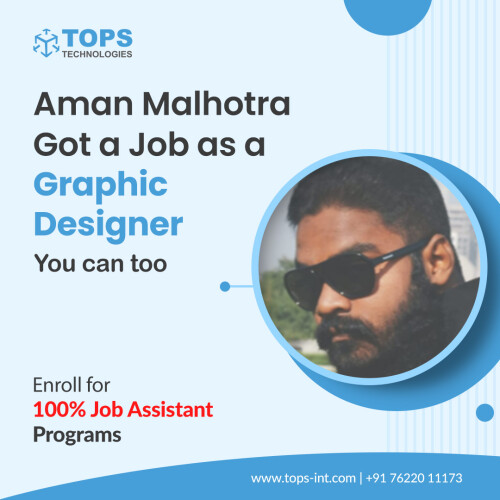 TOPS
TECHNOLOGIES
Aman Malhotra
Got a Job as a
Graphic
Designer
You can too
Enroll for
100% Job Assistant
Programs
www.tops-int.com | +91 76220 11173